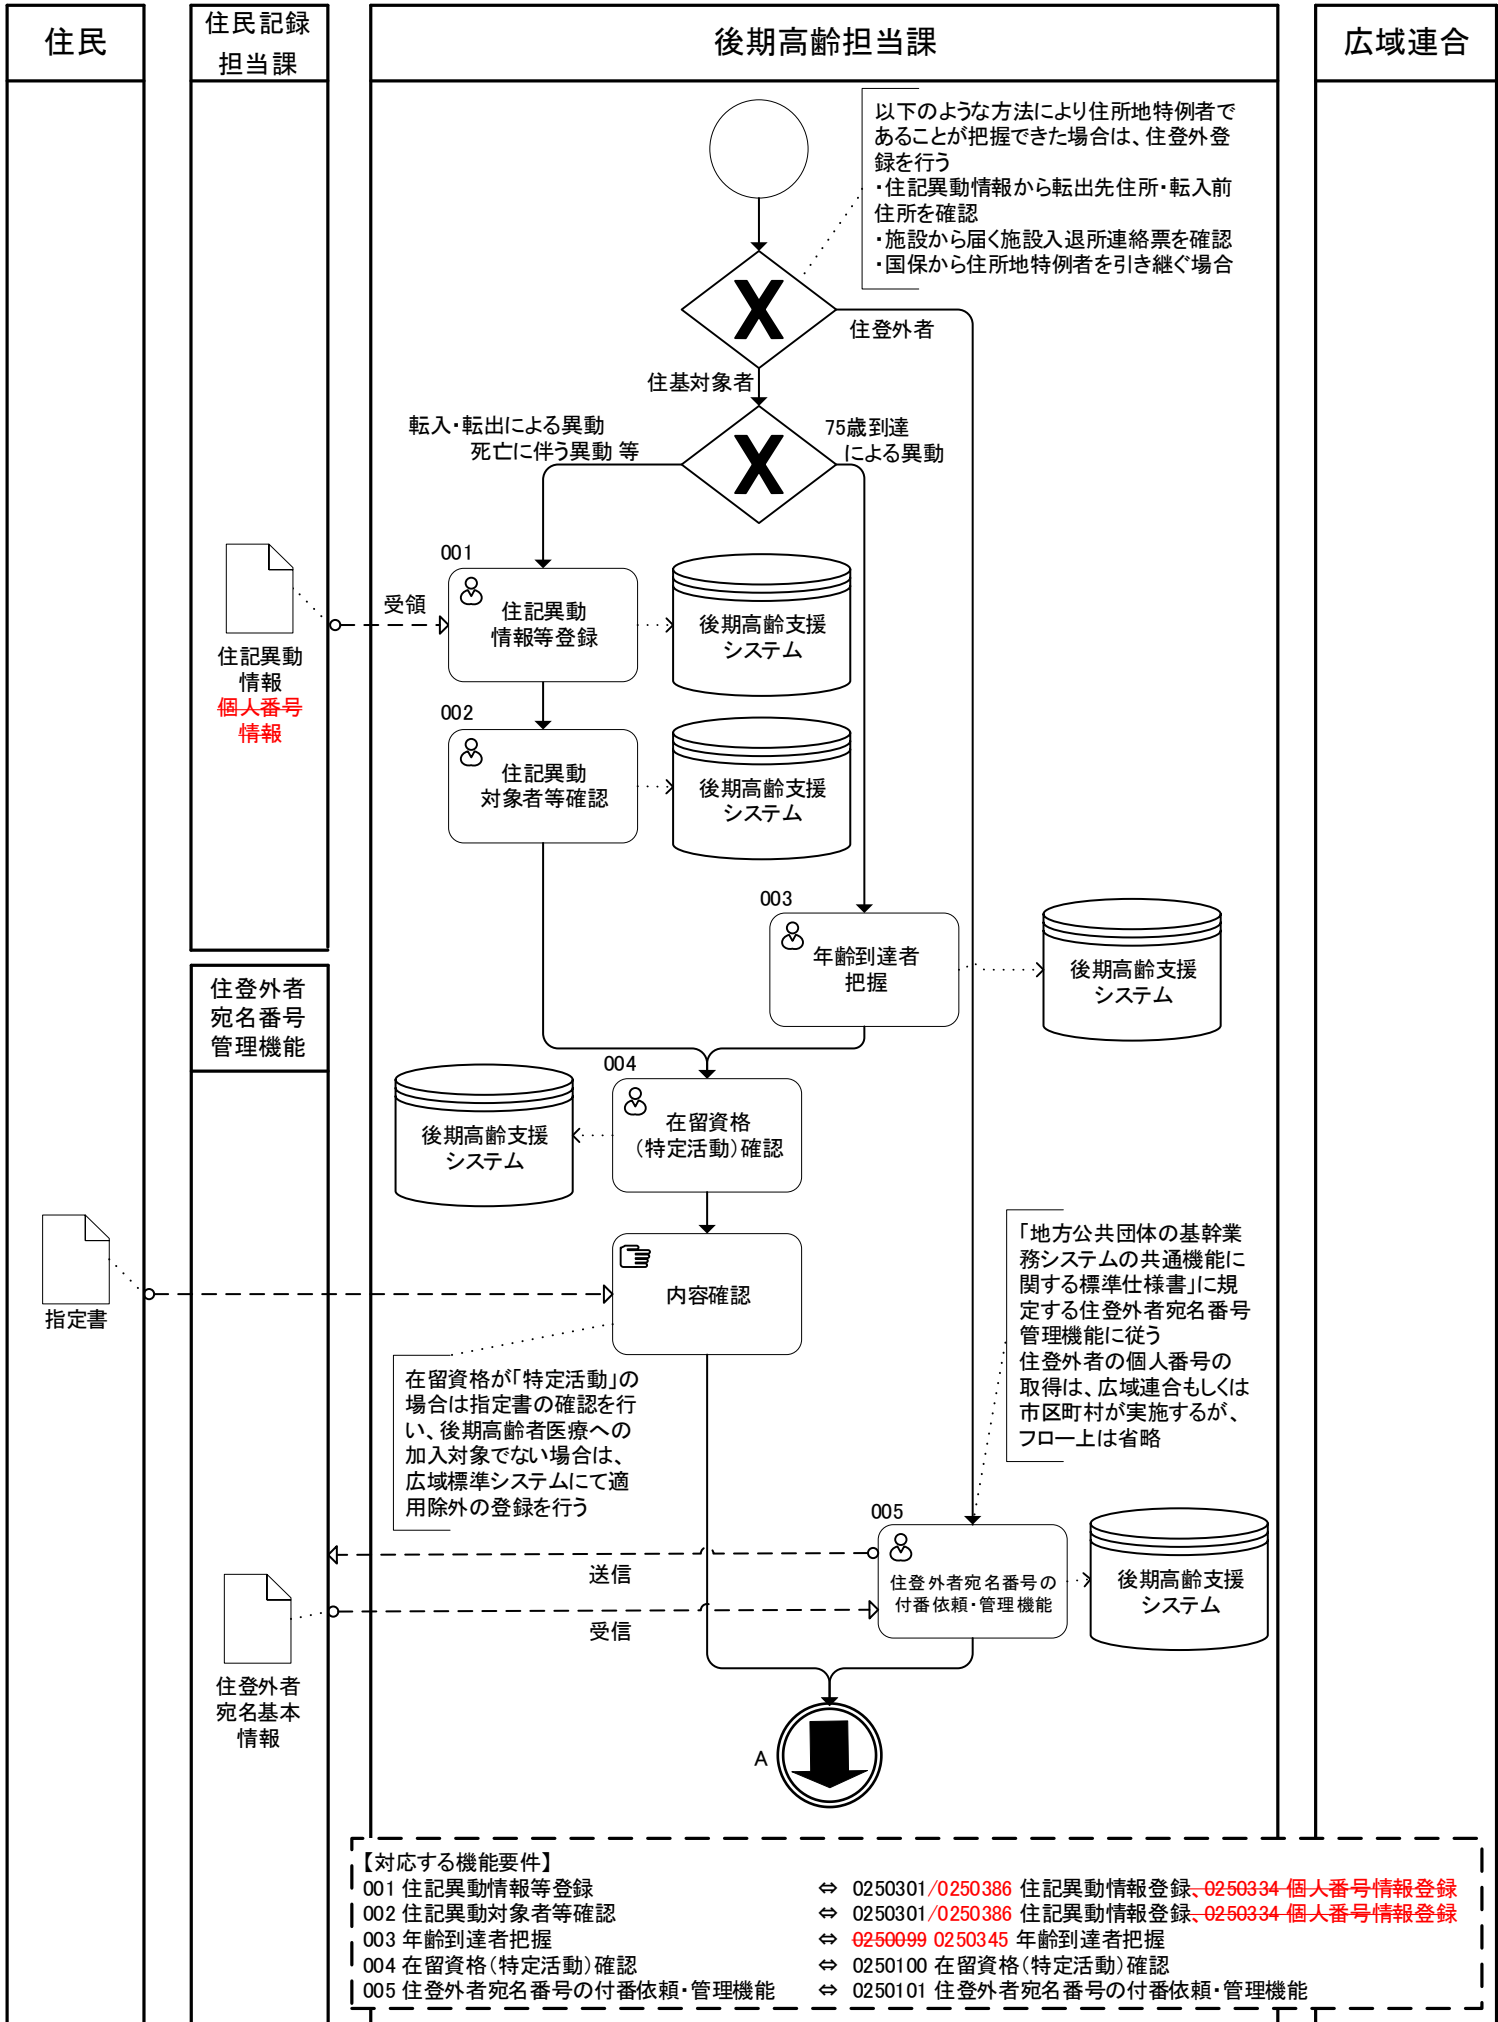 住民
住民記録
担当課
後期高齢担当課
広域連合
以下のような方法により住所地特例者で
あることが把握できた場合は、住登外登
録を行う
・住記異動情報から転出先住所・転入前
住所を確認
・施設から届く施設入退所連絡票を確認
・国保から住所地特例者を引き継ぐ場合
住登外者
住基対象者
転入・転出による異動
死亡に伴う異動 等
75歳到達
による異動
001
住記異動
情報等登録
後期高齢支援
システム
受領
住記異動
情報
個人番号
情報
002
住記異動
対象者等確認
後期高齢支援
システム
003
年齢到達者
把握
後期高齢支援
システム
住登外者
宛名番号
管理機能
004
在留資格
（特定活動）確認
後期高齢支援
システム
指定書
内容確認
「地方公共団体の基幹業
務システムの共通機能に
関する標準仕様書」に規
定する住登外者宛名番号
管理機能に従う
住登外者の個人番号の
取得は、広域連合もしくは
市区町村が実施するが、
フロー上は省略
在留資格が「特定活動」の
場合は指定書の確認を行
い、後期高齢者医療への
加入対象でない場合は、
広域標準システムにて適
用除外の登録を行う
005
住登外者宛名番号の
付番依頼・管理機能
後期高齢支援
システム
送信
受信
住登外者
宛名基本
情報
A
【対応する機能要件】
001 住記異動情報等登録 ⇔ 0250301/0250386 住記異動情報登録、0250334 個人番号情報登録
002 住記異動対象者等確認 ⇔ 0250301/0250386 住記異動情報登録、0250334 個人番号情報登録
003 年齢到達者把握 ⇔ 0250099 0250345 年齢到達者把握
004 在留資格（特定活動）確認 ⇔ 0250100 在留資格（特定活動）確認
005 住登外者宛名番号の付番依頼・管理機能 ⇔ 0250101 住登外者宛名番号の付番依頼・管理機能